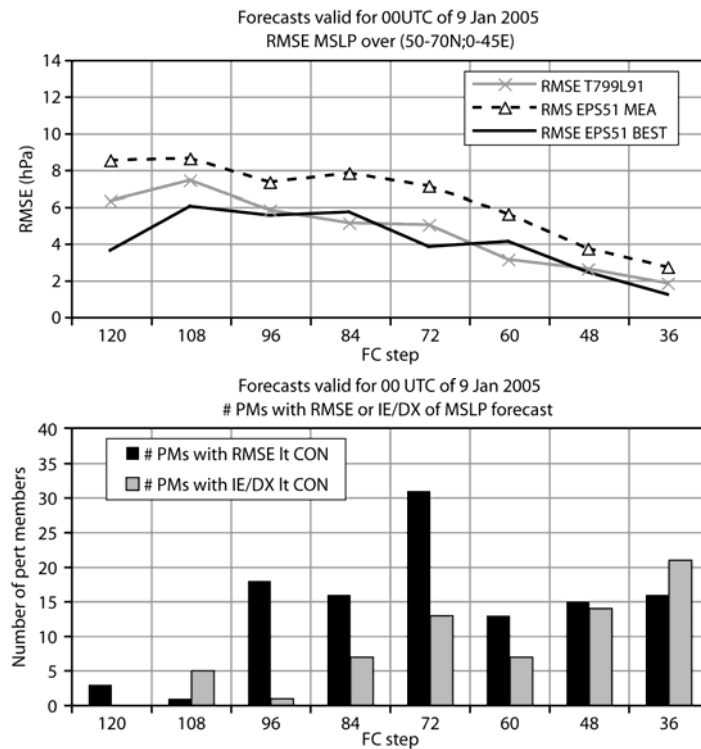 Forecasts valid for 00UTC of 9 Jan 2005
RMSE MSLP over (50-70N;0-45E)
RMSE (hPa)
14
12
10
8
6
4
2
0
RMSE T799L91
RMS EPS51 MEA
RMSE EPS51 BEST
120 108 96 84 72 60 48 36
FC step
Forecasts valid for 00 UTC of 9 Jan 2005
# PMs with RMSE or IE/DX of MSLP forecast
Number of pert members
40
35
30
25
20
15
10
5
0
# PMs with RMSE lt CON
# PMs with IE/DX lt CON
120 108 96 84 72 60 48 36
FC step